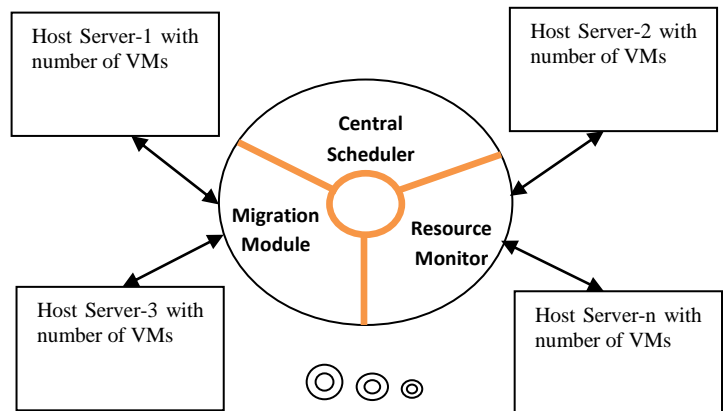 Host Server-1 with
number of VMs
Host Server-2 with
number of VMs
Central
Scheduler
Migration
Module
Resource
Monitor
Host Server-3 with
number of VMs
Host Server-n with
number of VMs